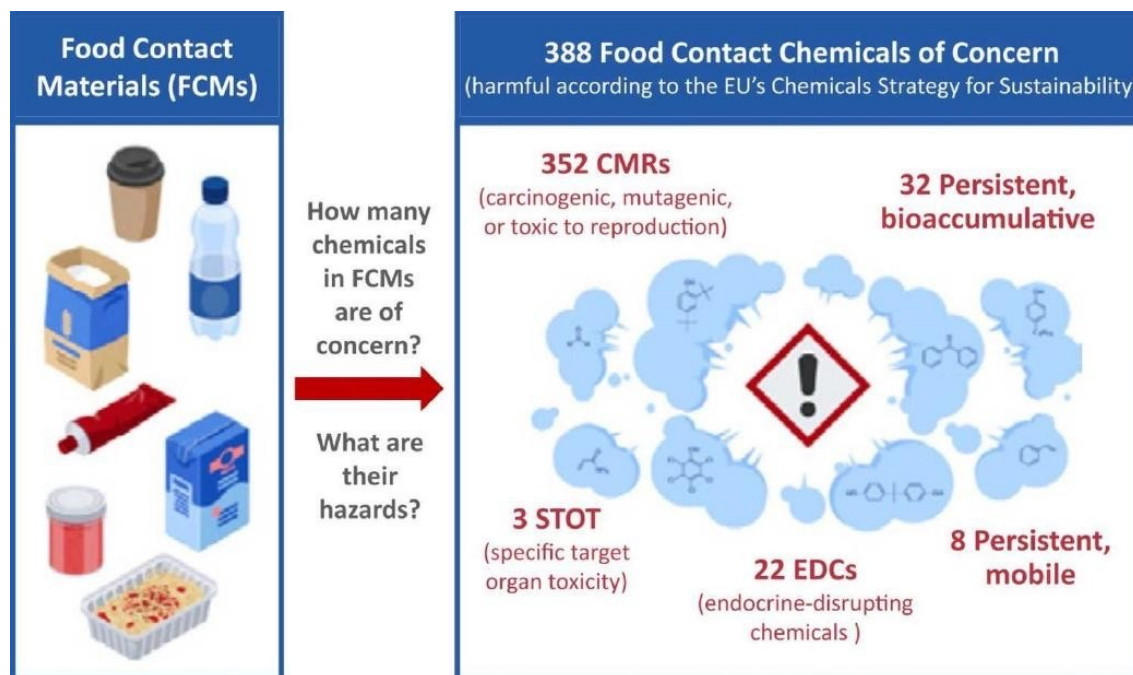 Food Contact
Materials (FCMs)
How many
chemicals
in FCMs
are of
concern?
What are
their
hazards?
388 Food Contact Chemicals of Concern
(harmful according to the EU's Chemicals Strategy for Sustainability)
352 CMRs
(carcinogenic, mutagenic,
or toxic to reproduction)
32 Persistent,
bioaccumulative
3 STOT
(specific target
organ toxicity)
22 EDCs
(endocrine-disrupting
chemicals )
8 Persistent,
mobile